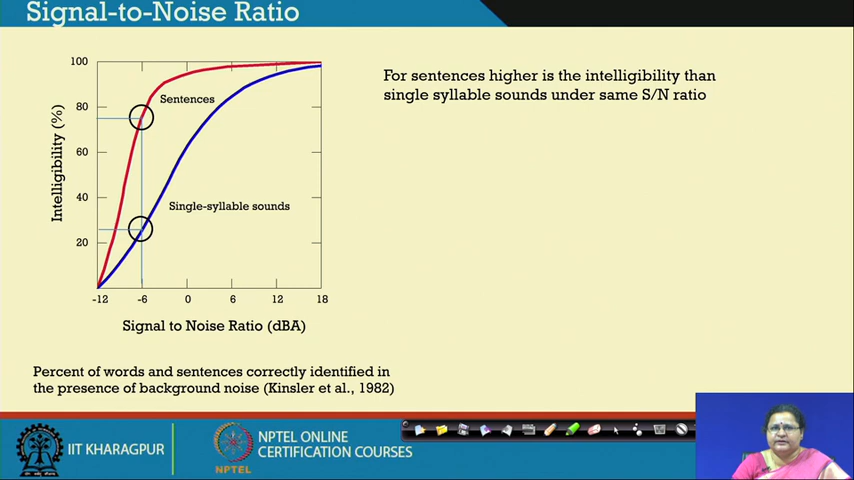 Signal-to-Noise Ratio
100
80
60
40
20
Intelligibility (%)
Sentences
Single-syllable sounds
-12 -6 0 6 12 18
Signal to Noise Ratio (dBA)
For sentences higher is the intelligibility than
single syllable sounds under same S/N ratio
Percent of words and sentences correctly identified in
the presence of background noise (Kinsler et al., 1982)
IIT KHARAGPUR
NPTEL
NPTEL ONLINE
CERTIFICATION COURSES